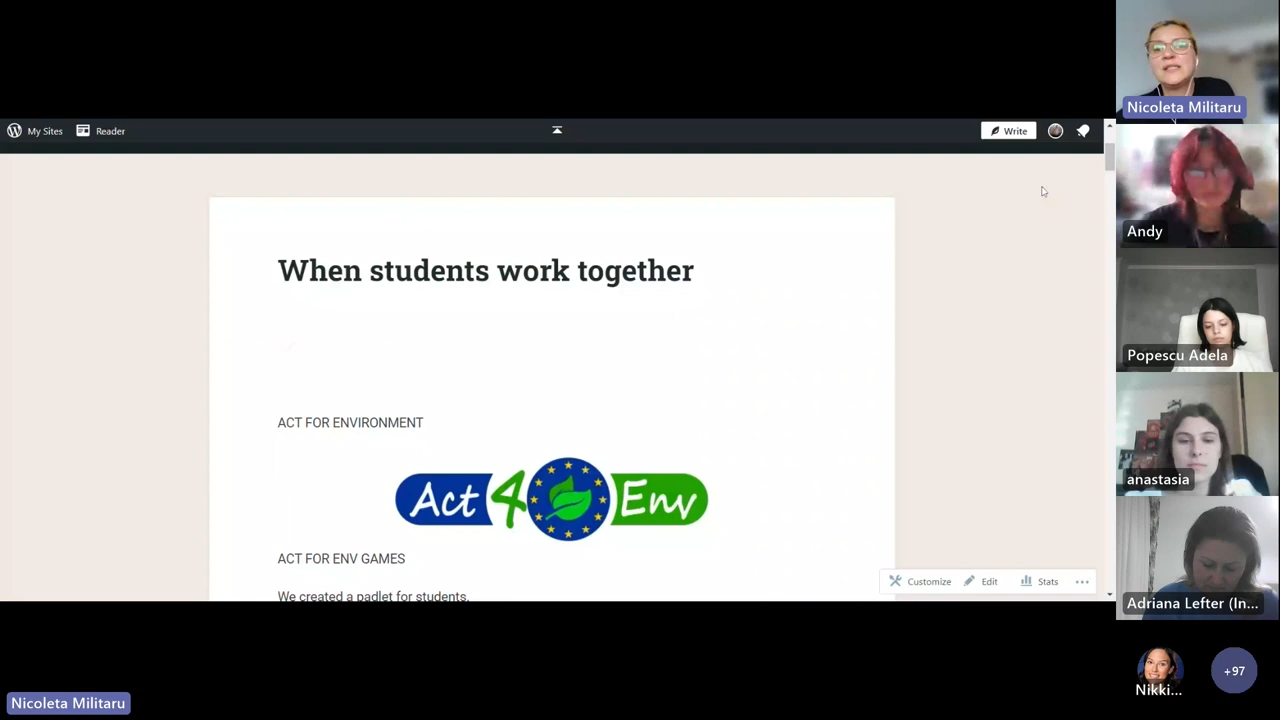 My Sites
Reader
Write
When students work together
ACT FOR ENVIRONMENT
Act 4 Env
ACT FOR ENV GAMES
We created a padlet for students.
Customize
Edit
Stats
Nicoleta Militaru
Andy
Popescu Adela
anastasia
Adriana Lefter (In...
Nikki...
+97
Nicoleta Militaru